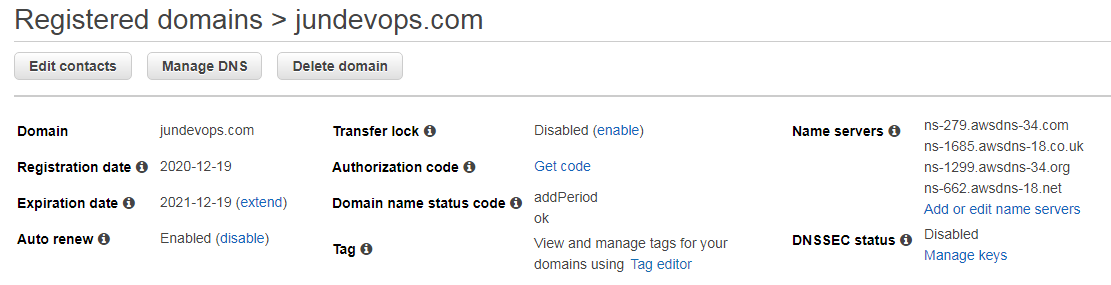 Registered domains > jundevops.com
Edit contacts
Manage DNS
Delete domain
Domain
jundevops.com
Registration date
2020-12-19
Expiration date
2021-12-19 (extend)
Auto renew
Enabled (disable)
Transfer lock
Disabled (enable)
Authorization code
Get code
Domain name status code
addPeriod
ok
Tag
View and manage tags for your
domains using Tag editor
Name servers
ns-279.awsdns-34.com
ns-1685.awsdns-18.co.uk
ns-1299.awsdns-34.org
ns-662.awsdns-18.net
Add or edit name servers
DNSSEC status
Disabled
Manage keys